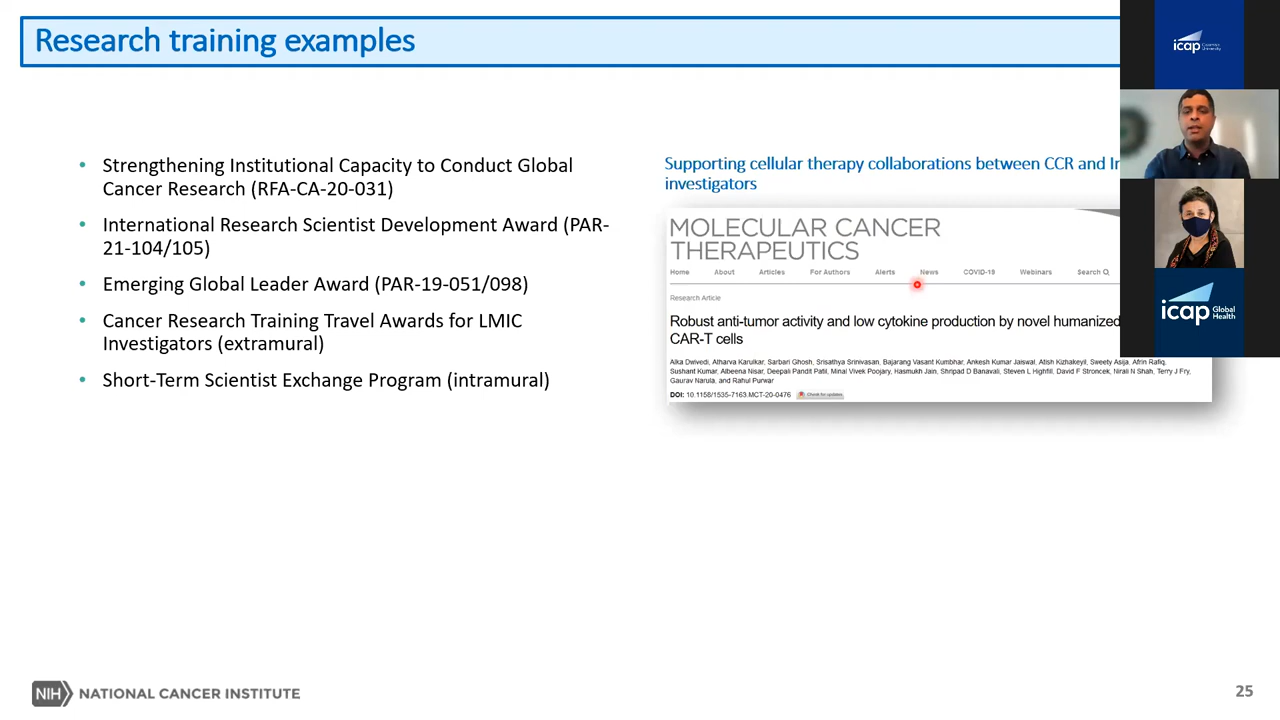 Research training examples
• Strengthening Institutional Capacity to Conduct Global
Cancer Research (RFA-CA-20-031)
• International Research Scientist Development Award (PAR-
21-104/105)
• Emerging Global Leader Award (PAR-19-051/098)
• Cancer Research Training Travel Awards for LMIC
Investigators (extramural)
• Short-Term Scientist Exchange Program (intramural)
Supporting cellular therapy collaborations between CCR and
investigators
MOLECULAR CANCER
THERAPEUTICS
Home About Articles For Authors Alerts News COVID-19 Webinars Search
Research Article
Robust anti-tumor activity and low cytokine production by novel humanized
CAR-T cells
Alka Dwivedi, Atharva Karulkar, Sarbari Ghosh, Srisathya Srinivasan, Bajarang Vasant Kumbhar, Ankesh Kumar Jaiswal, Atish Kizhakeyil, Sweety Asija, Afrin Rafiq,
Sushant Kumar, Albeena Nisar, Deepali Pandit Patil, Minal Vivek Poojary, Hasmukh Jain, Shripad D Banavali, Steven L Highfill, David F Stroncek, Nirali N Shah, Terry J Fry,
Gaurav Narula, and Rahul Purwar
DOI: 10.1158/1535-7163.MCT-20-0476 Check for updates
icap
icap Global
Health
NIH NATIONAL CANCER INSTITUTE
25